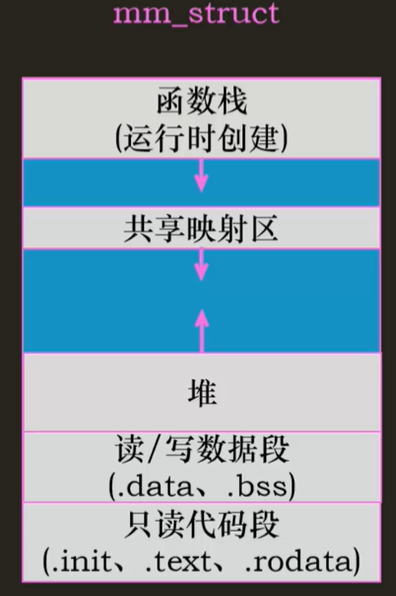 mm_struct
函数栈
(运行时创建)
共享映射区
堆
读/写数据段
(.data、.bss)
只读代码段
(.init、.text、.rodata)